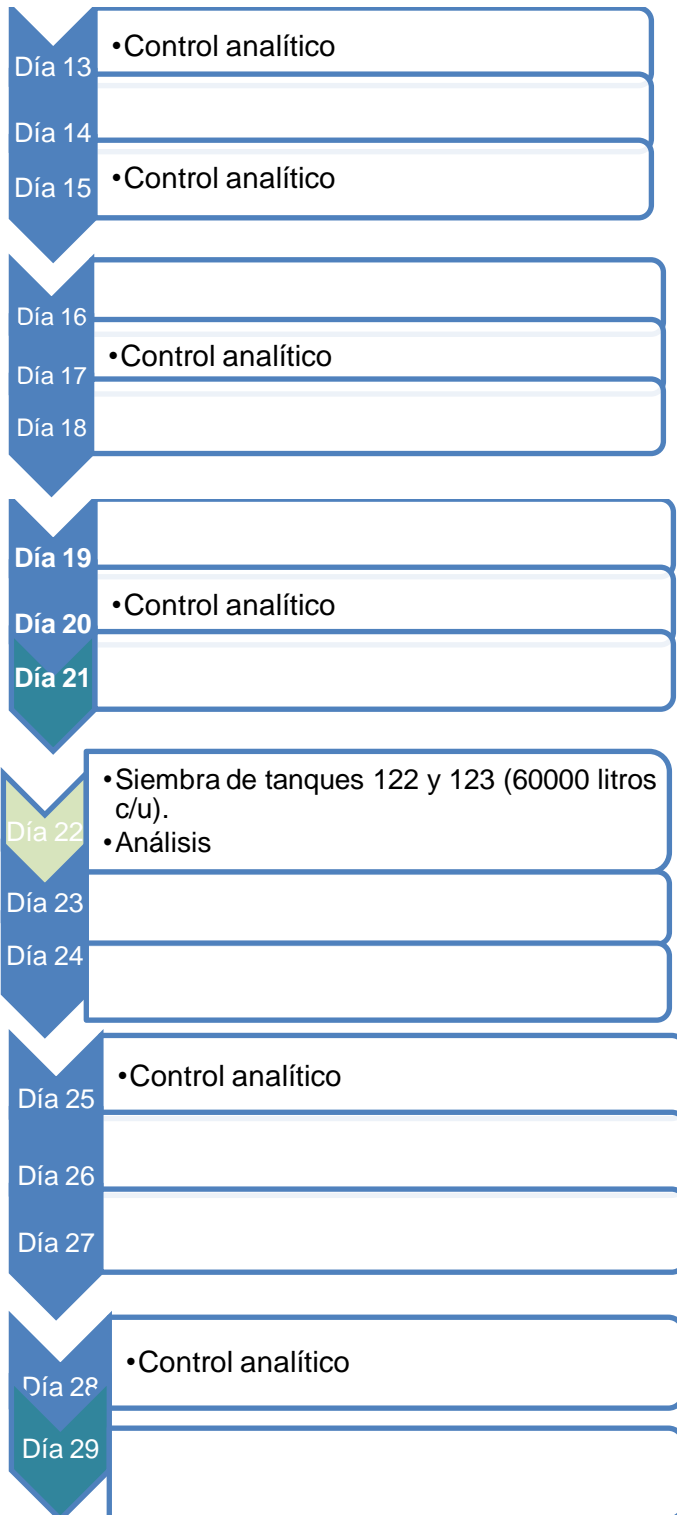 Día 13
•Control analítico
Día 14
Día 15
•Control analítico
Día 16
Día 17
•Control analítico
Día 18
Día 19
Día 20
•Control analítico
Día 21
Día 22
•Siembra de tanques 122 y 123 (60000 litros
c/u).
•Análisis
Día 23
Día 24
Día 25
•Control analítico
Día 26
Día 27
Día 28
•Control analítico
Día 29